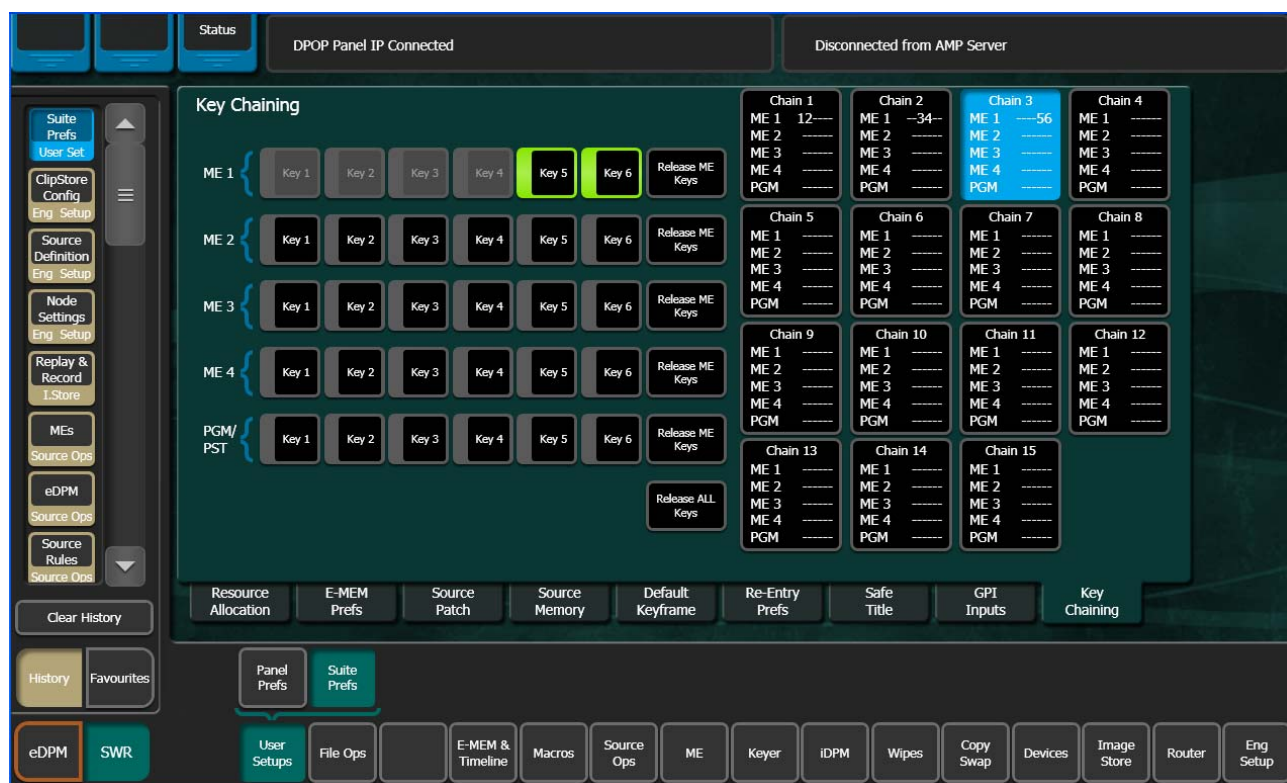 Status
DPOP Panel IP Connected
Disconnected from AMP Server
Suite
Prefs
User Set
ClipStore
Config
Eng Setup
Source
Definition
Eng Setup
Node
Settings
Eng Setup
Replay &
Record
I.Store
MEs
Source Ops
eDPM
Source Ops
Source
Rules
Source Ops
Clear History
History
Favourites
Key Chaining
ME 1 Key 1 Key 2 Key 3 Key 4 Key 5 Key 6 Release ME
Keys
ME 2 Key 1 Key 2 Key 3 Key 4 Key 5 Key 6 Release ME
Keys
ME 3 Key 1 Key 2 Key 3 Key 4 Key 5 Key 6 Release ME
Keys
ME 4 Key 1 Key 2 Key 3 Key 4 Key 5 Key 6 Release ME
Keys
PGM/
PST Key 1 Key 2 Key 3 Key 4 Key 5 Key 6 Release ME
Keys
Release ALL
Keys
Chain 1
ME 1 12----
ME 2 ------
ME 3 ------
ME 4 ------
PGM ------
Chain 2
ME 1 --34--
ME 2 ------
ME 3 ------
ME 4 ------
PGM ------
Chain 3
ME 1 ----56
ME 2 ------
ME 3 ------
ME 4 ------
PGM ------
Chain 4
ME 1 ------
ME 2 ------
ME 3 ------
ME 4 ------
PGM ------
Chain 5
ME 1 ------
ME 2 ------
ME 3 ------
ME 4 ------
PGM ------
Chain 6
ME 1 ------
ME 2 ------
ME 3 ------
ME 4 ------
PGM ------
Chain 7
ME 1 ------
ME 2 ------
ME 3 ------
ME 4 ------
PGM ------
Chain 8
ME 1 ------
ME 2 ------
ME 3 ------
ME 4 ------
PGM ------
Chain 9
ME 1 ------
ME 2 ------
ME 3 ------
ME 4 ------
PGM ------
Chain 10
ME 1 ------
ME 2 ------
ME 3 ------
ME 4 ------
PGM ------
Chain 11
ME 1 ------
ME 2 ------
ME 3 ------
ME 4 ------
PGM ------
Chain 12
ME 1 ------
ME 2 ------
ME 3 ------
ME 4 ------
PGM ------
Chain 13
ME 1 ------
ME 2 ------
ME 3 ------
ME 4 ------
PGM ------
Chain 14
ME 1 ------
ME 2 ------
ME 3 ------
ME 4 ------
PGM ------
Chain 15
ME 1 ------
ME 2 ------
ME 3 ------
ME 4 ------
PGM ------
Resource
Allocation
E-MEM
Prefs
Source
Patch
Source
Memory
Default
Keyframe
Re-Entry
Prefs
Safe
Title
GPI
Inputs
Key
Chaining
Panel
Prefs
Suite
Prefs
eDPM
SWR
User
Setups
File Ops
E-MEM &
Timeline
Macros
Source
Ops
ME
Keyer
iDPM
Wipes
Copy
Swap
Devices
Image
Store
Router
Eng
Setup